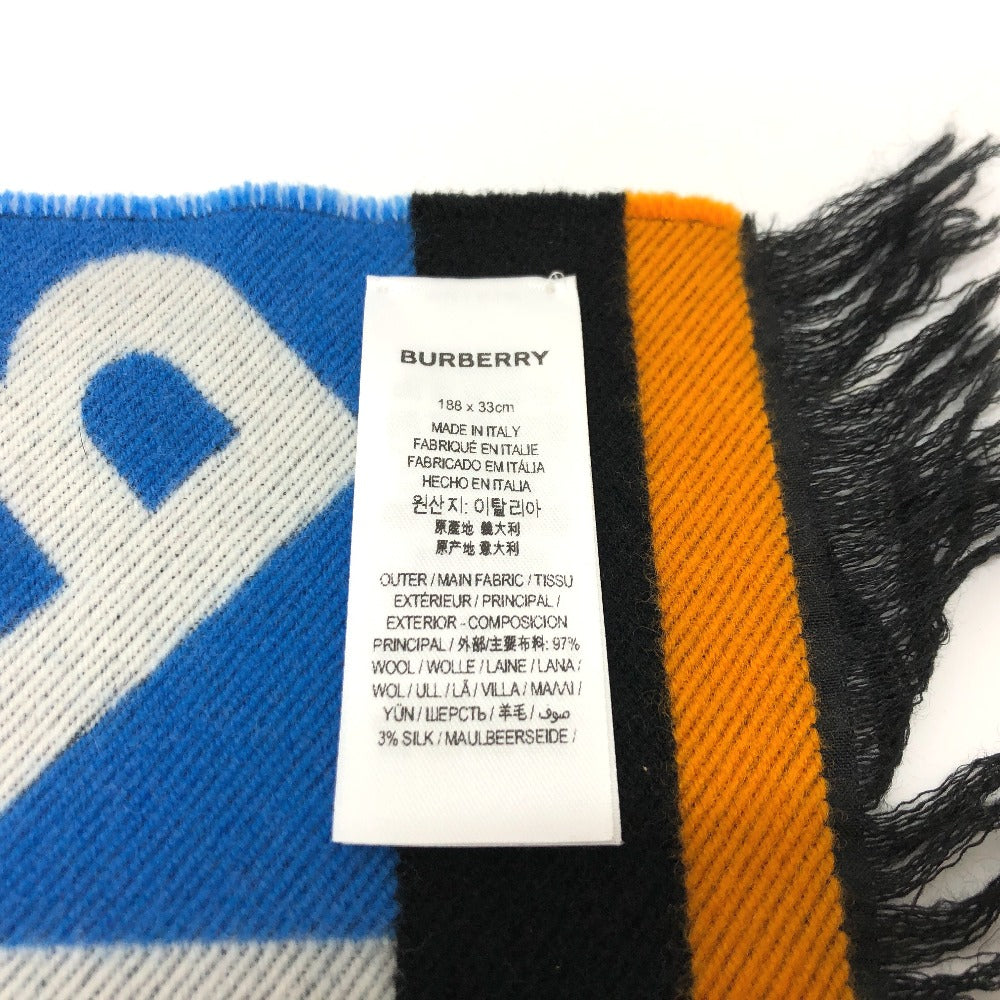 BURBERRY
188 x 33cm
MADE IN ITALY
FABRIQUÉ EN ITALIE
FABRICADO EM ITÁLIA
HECHO EN ITALIA
원산지: 이탈리아
原產地 義大利
原产地 意大利
OUTER / MAIN FABRIC / TISSU
EXTÉRIEUR / PRINCIPAL /
EXTERIOR - COMPOSICION
PRINCIPAL / 外部/主要布料: 97%
WOOL / WOLLE / LAINE / LANA /
WOL / ULL / LÃ / VILLA / ΜΑΛΛΙ /
YÜN / ШЕРСТЬ / 羊毛 / صوف /
3% SILK / MAULBEERSEIDE /